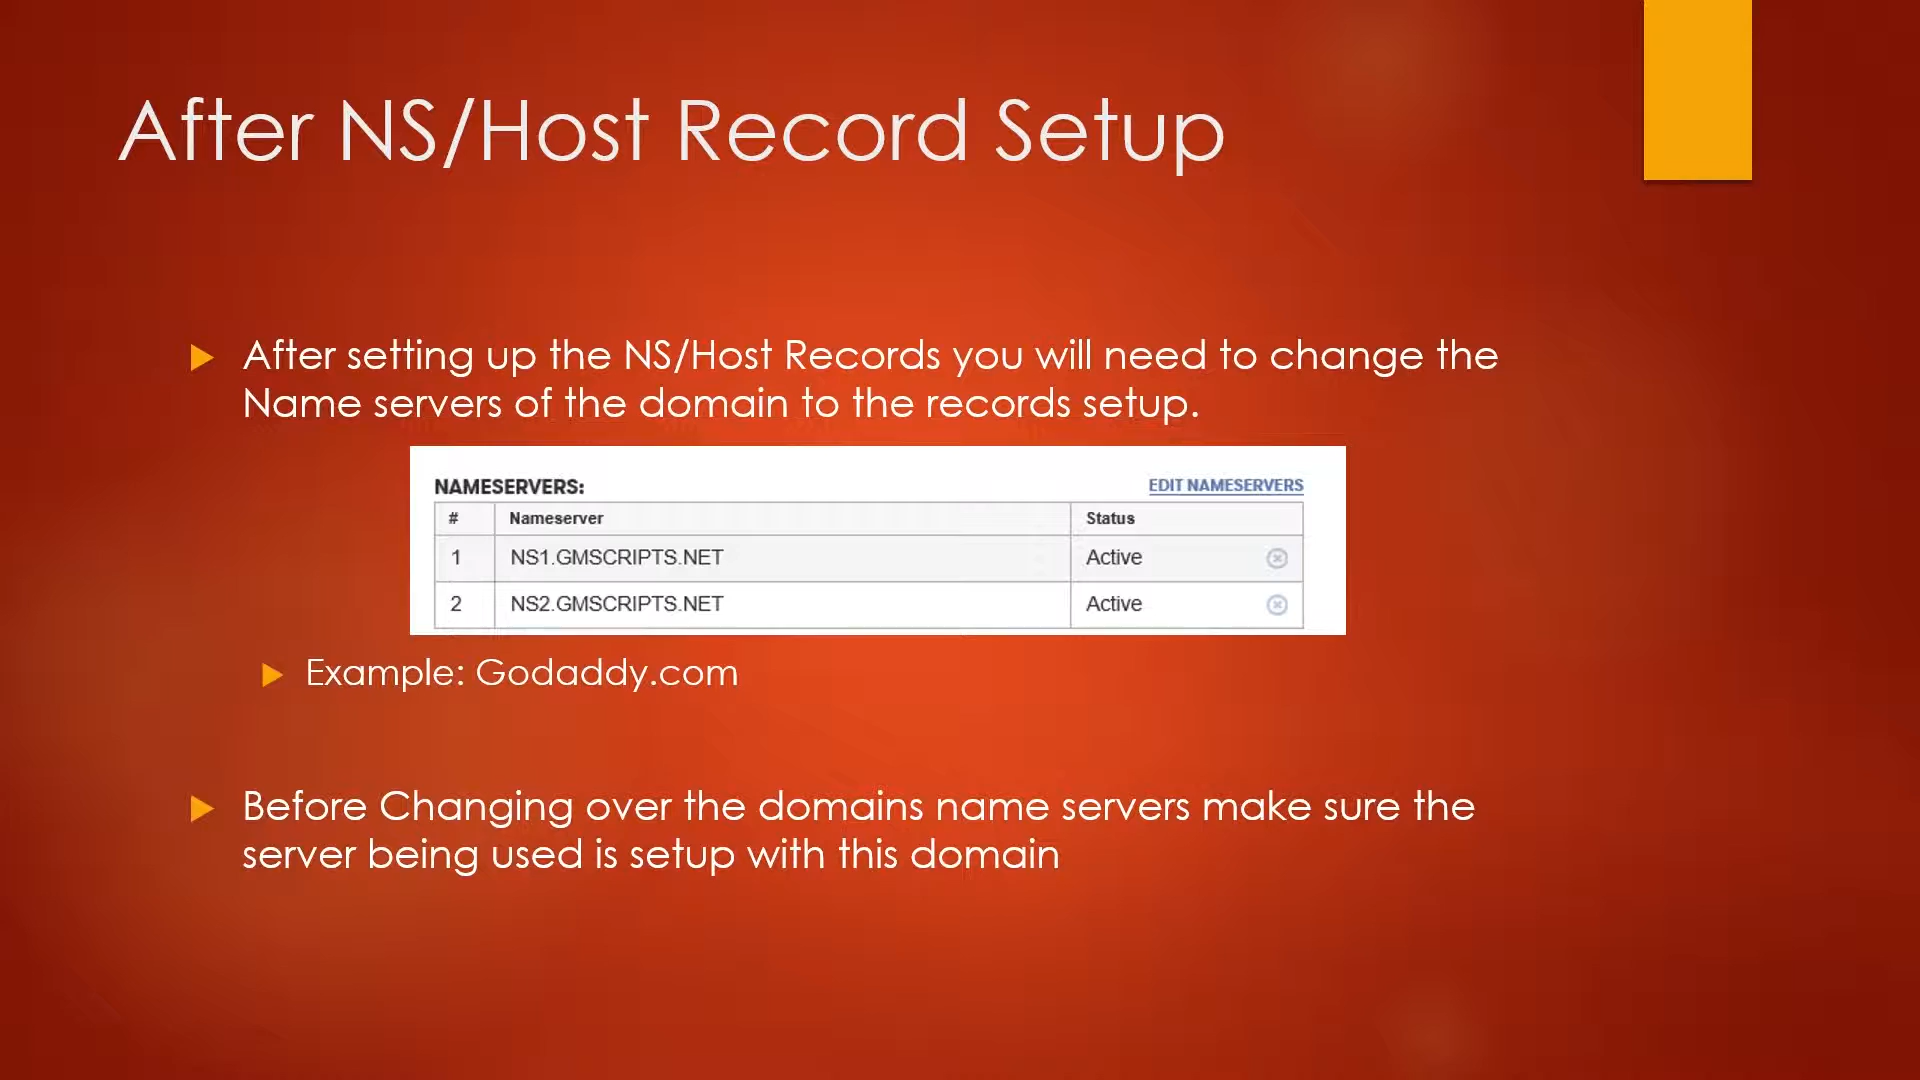 After NS/Host Record Setup
After setting up the NS/Host Records you will need to change the
Name servers of the domain to the records setup.
NAMESERVERS: EDIT NAMESERVERS
# Nameserver Status
1 NS1.GMSCRIPTS.NET Active
2 NS2.GMSCRIPTS.NET Active
Example: Godaddy.com
Before Changing over the domains name servers make sure the
server being used is setup with this domain